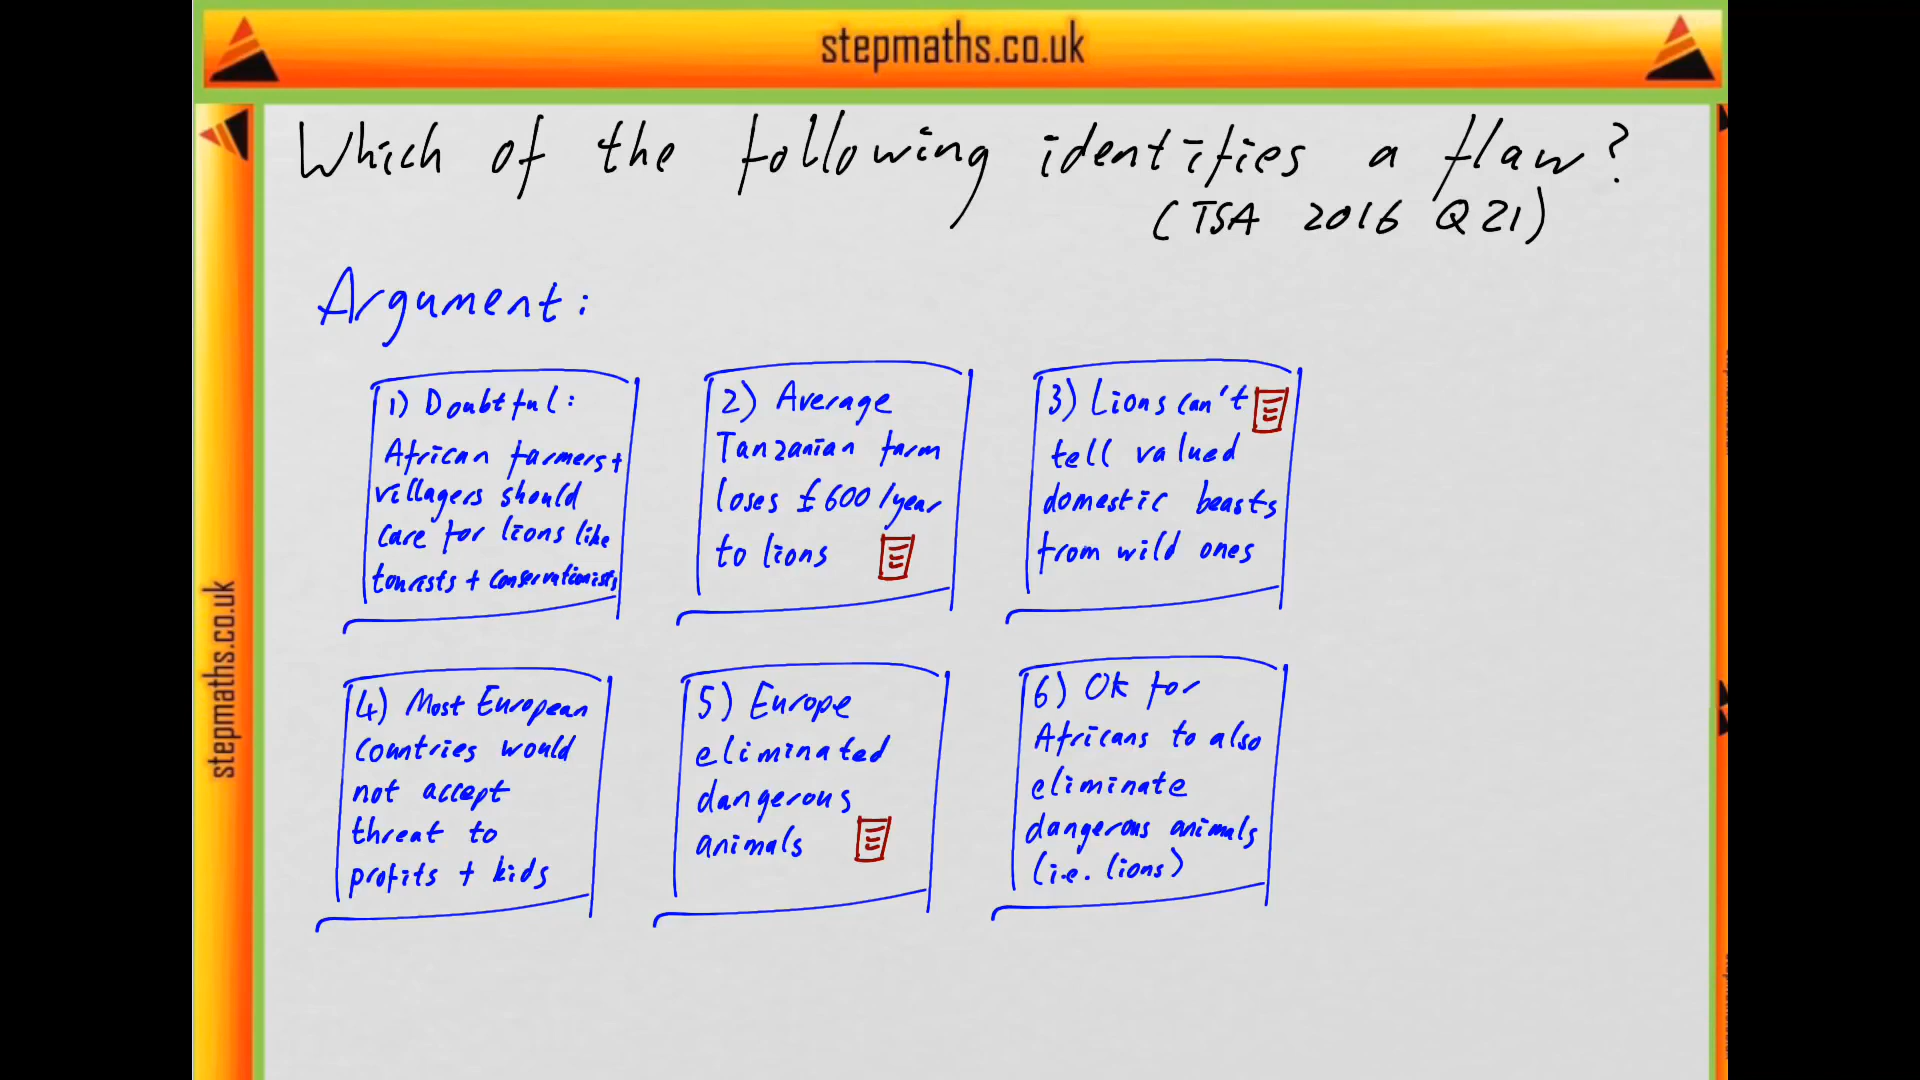 stepmaths.co.uk
Which of the following identifies a flaw?
(TSA 2016 Q21)
Argument:
1) Doubtful:
African farmers +
villagers should
care for lions like
tourists + conservationists
2) Average
Tanzanian farm
loses £600/year
to lions
3) Lions can't
tell valued
domestic beasts
from wild ones
4) Most European
countries would
not accept
threat to
profits + kids
5) Europe
eliminated
dangerous
animals
6) Ok for
Africans to also
eliminate
dangerous animals
(i.e. lions)
stepmaths.co.uk